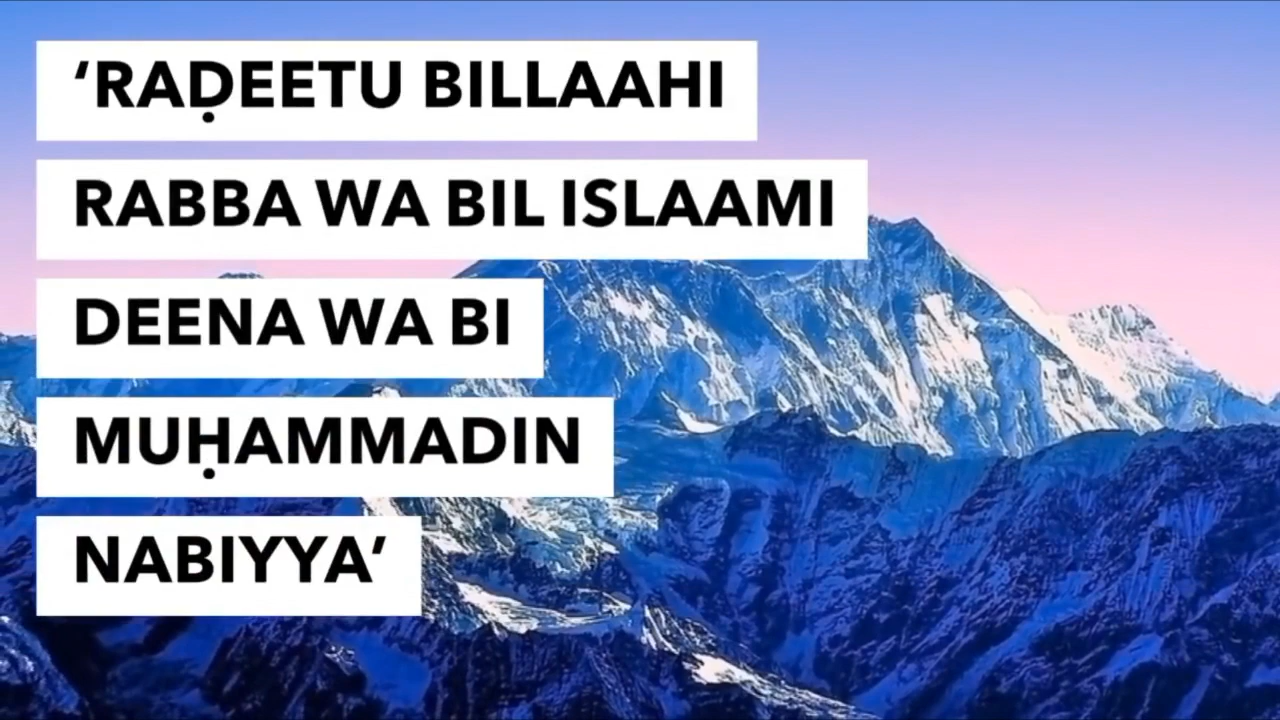 ‘RAḌEETU BILLAAHI
RABBA WA BIL ISLAAMI
DEENA WA BI
MUḤAMMADIN
NABIYYA‘